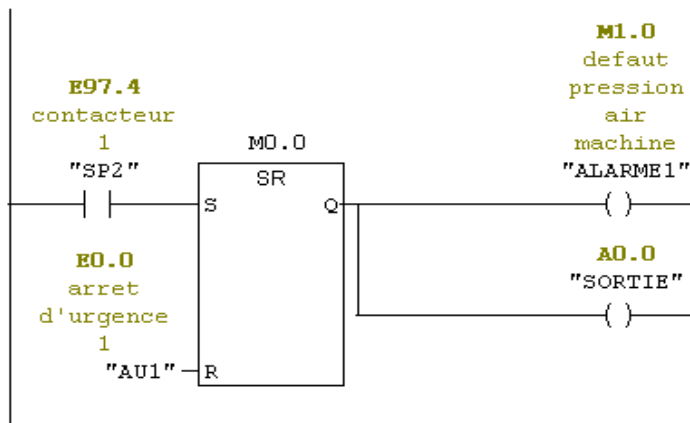 M1.0
defaut
pression
air
machine
"ALARME1"
E97.4
contacteur
1
"SP2"
M0.0
SR
S
Q
A0.0
"SORTIE"
E0.0
arret
d'urgence
1
"AU1"
R